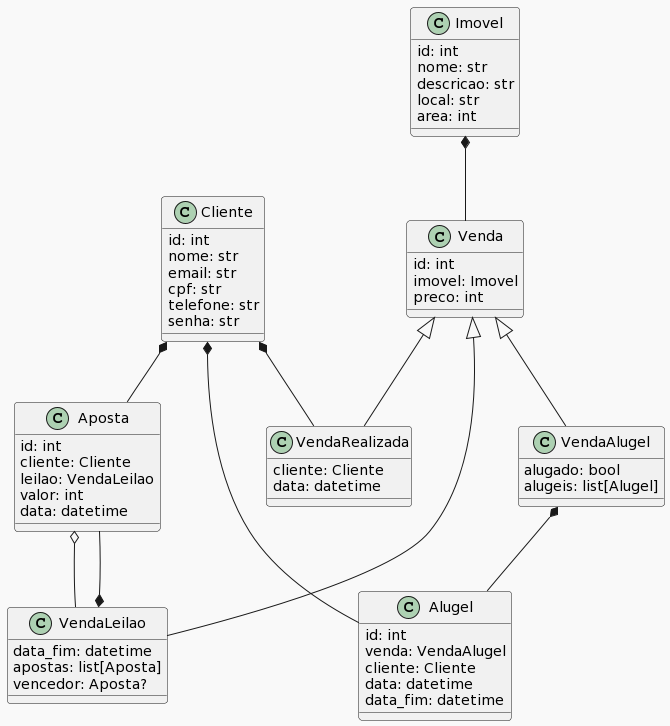 C Imovel
id: int
nome: str
descricao: str
local: str
area: int
C Cliente
id: int
nome: str
email: str
cpf: str
telefone: str
senha: str
C Venda
id: int
imovel: Imovel
preco: int
C Aposta
id: int
cliente: Cliente
leilao: VendaLeilao
valor: int
data: datetime
C VendaRealizada
cliente: Cliente
data: datetime
C VendaAlugel
alugado: bool
alugeis: list[Alugel]
C VendaLeilao
data_fim: datetime
apostas: list[Aposta]
vencedor: Aposta?
C Alugel
id: int
venda: VendaAlugel
cliente: Cliente
data: datetime
data_fim: datetime